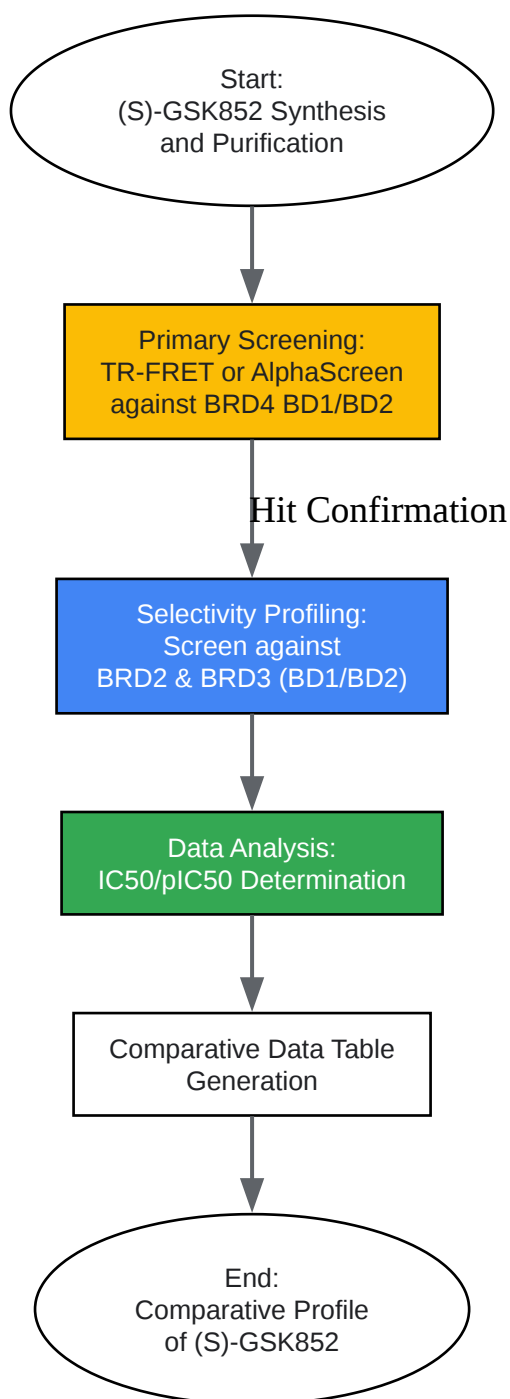 Start:
(S)-GSK852 Synthesis
and Purification
Primary Screening:
TR-FRET or AlphaScreen
against BRD4 BD1/BD2
Hit Confirmation
Selectivity Profiling:
Screen against
BRD2 & BRD3 (BD1/BD2)
Data Analysis:
IC50/pIC50 Determination
Comparative Data Table
Generation
End:
Comparative Profile
of (S)-GSK852